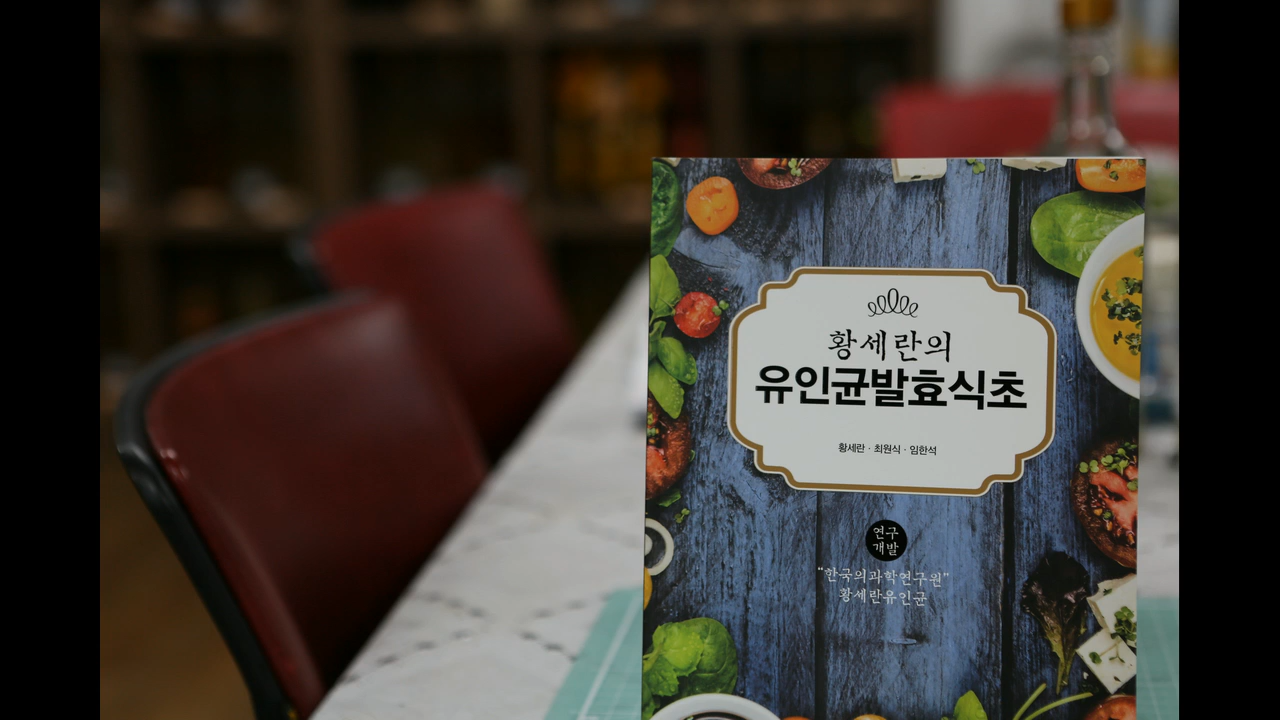 황세란의
유인균발효식초
황세란 · 최원식 · 임한석
연구
개발
“한국의과학연구원”
황세란유인균